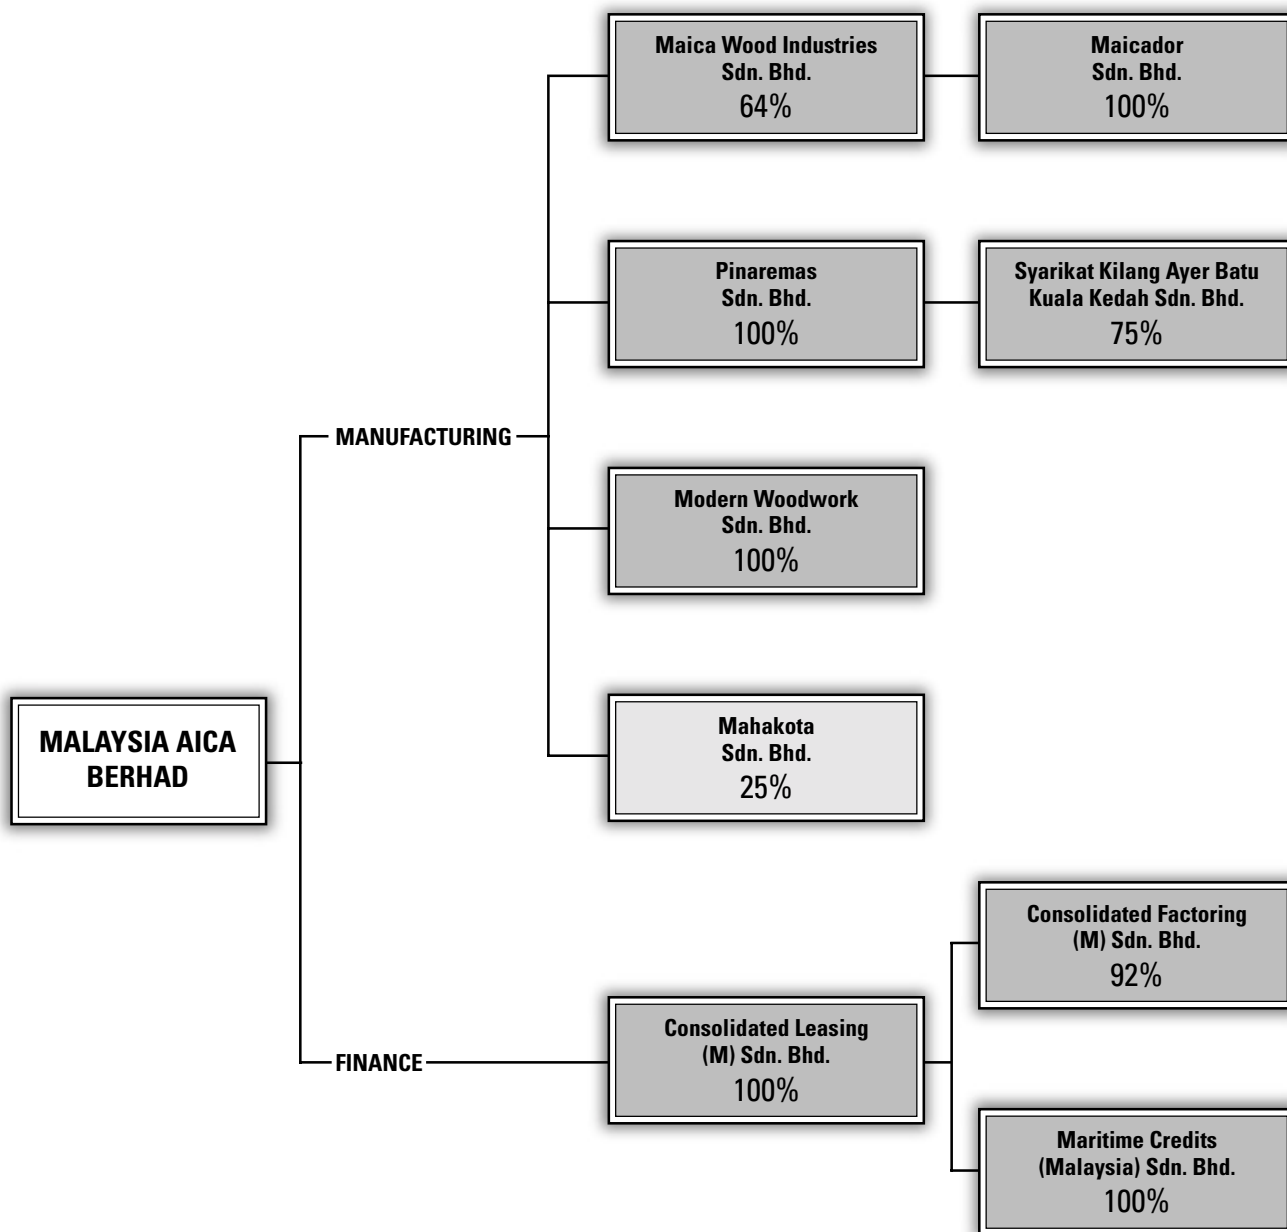 Maica Wood Industries
Sdn. Bhd.
64%
Maicador
Sdn. Bhd.
100%
Pinaremas
Sdn. Bhd.
100%
Syarikat Kilang Ayer Batu
Kuala Kedah Sdn. Bhd.
75%
MANUFACTURING
Modern Woodwork
Sdn. Bhd.
100%
Mahakota
Sdn. Bhd.
25%
MALAYSIA AICA
BERHAD
Consolidated Factoring
(M) Sdn. Bhd.
92%
FINANCE
Consolidated Leasing
(M) Sdn. Bhd.
100%
Maritime Credits
(Malaysia) Sdn. Bhd.
100%